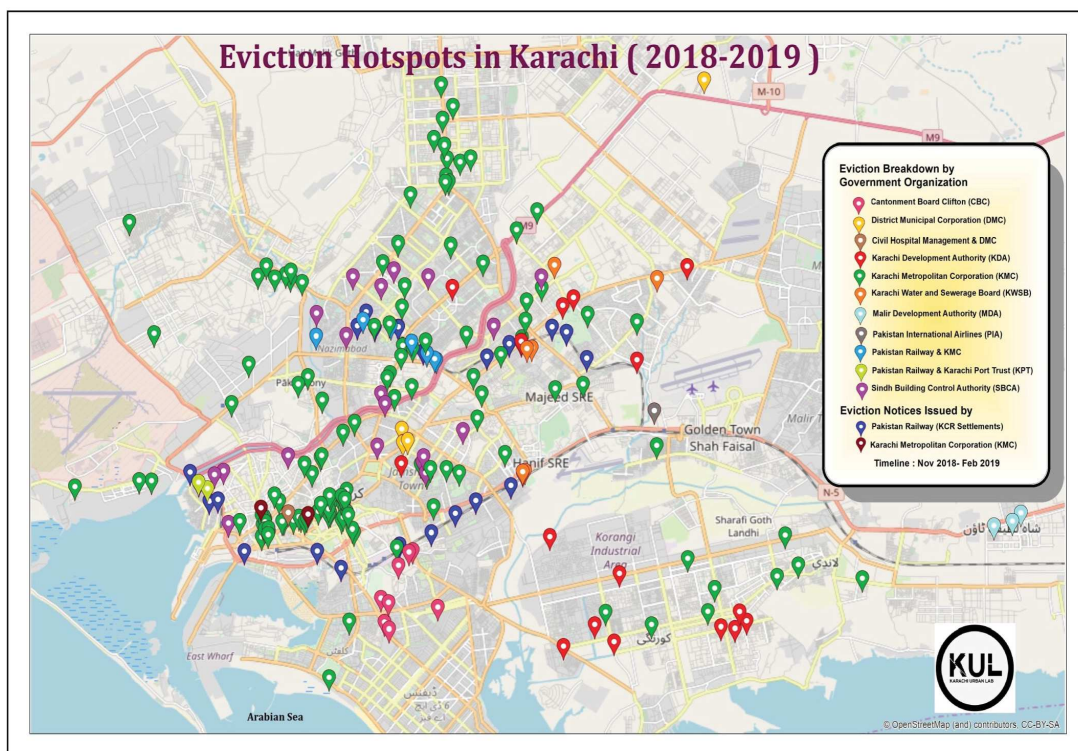 Eviction Hotspots in Karachi ( 2018-2019 )
M-10
M9
M9
Eviction Breakdown by
Government Organization
Cantonment Board Clifton (CBC)
District Municipal Corporation (DMC)
Civil Hospital Management & DMC
Karachi Development Authority (KDA)
Karachi Metropolitan Corporation (KMC)
Karachi Water and Sewerage Board (KWSB)
Malir Development Authority (MDA)
Pakistan International Airlines (PIA)
Pakistan Railway & KMC
Pakistan Railway & Karachi Port Trust (KPT)
Sindh Building Control Authority (SBCA)
Eviction Notices Issued by
Pakistan Railway (KCR Settlements)
Karachi Metropolitan Corporation (KMC)
Timeline : Nov 2018- Feb 2019
Nazimabad
Majeed SRE
Malir
Golden Town
Shah Faisal
Hanif SRE
Town
N-5
Sharafi Goth
Landhi
Korangi
Industrial
Area
لانڈی
کورنگی
East Wharf
کلفٹن
ڈیفینس
Arabian Sea
KUL
KARACHI URBAN LAB
© OpenStreetMap (and) contributors, CC-BY-SA